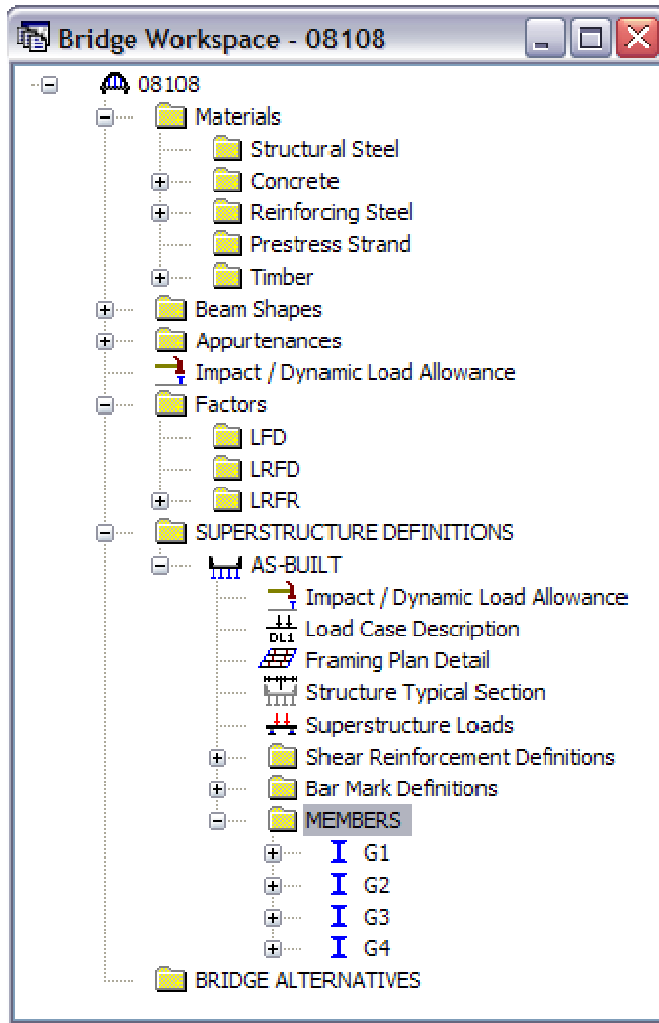 Bridge Workspace - 08108
08108
Materials
Structural Steel
Concrete
Reinforcing Steel
Prestress Strand
Timber
Beam Shapes
Appurtenances
Impact / Dynamic Load Allowance
Factors
LFD
LRFD
LRFR
SUPERSTRUCTURE DEFINITIONS
AS-BUILT
Impact / Dynamic Load Allowance
DL1 Load Case Description
Framing Plan Detail
Structure Typical Section
Superstructure Loads
Shear Reinforcement Definitions
Bar Mark Definitions
MEMBERS
G1
G2
G3
G4
BRIDGE ALTERNATIVES